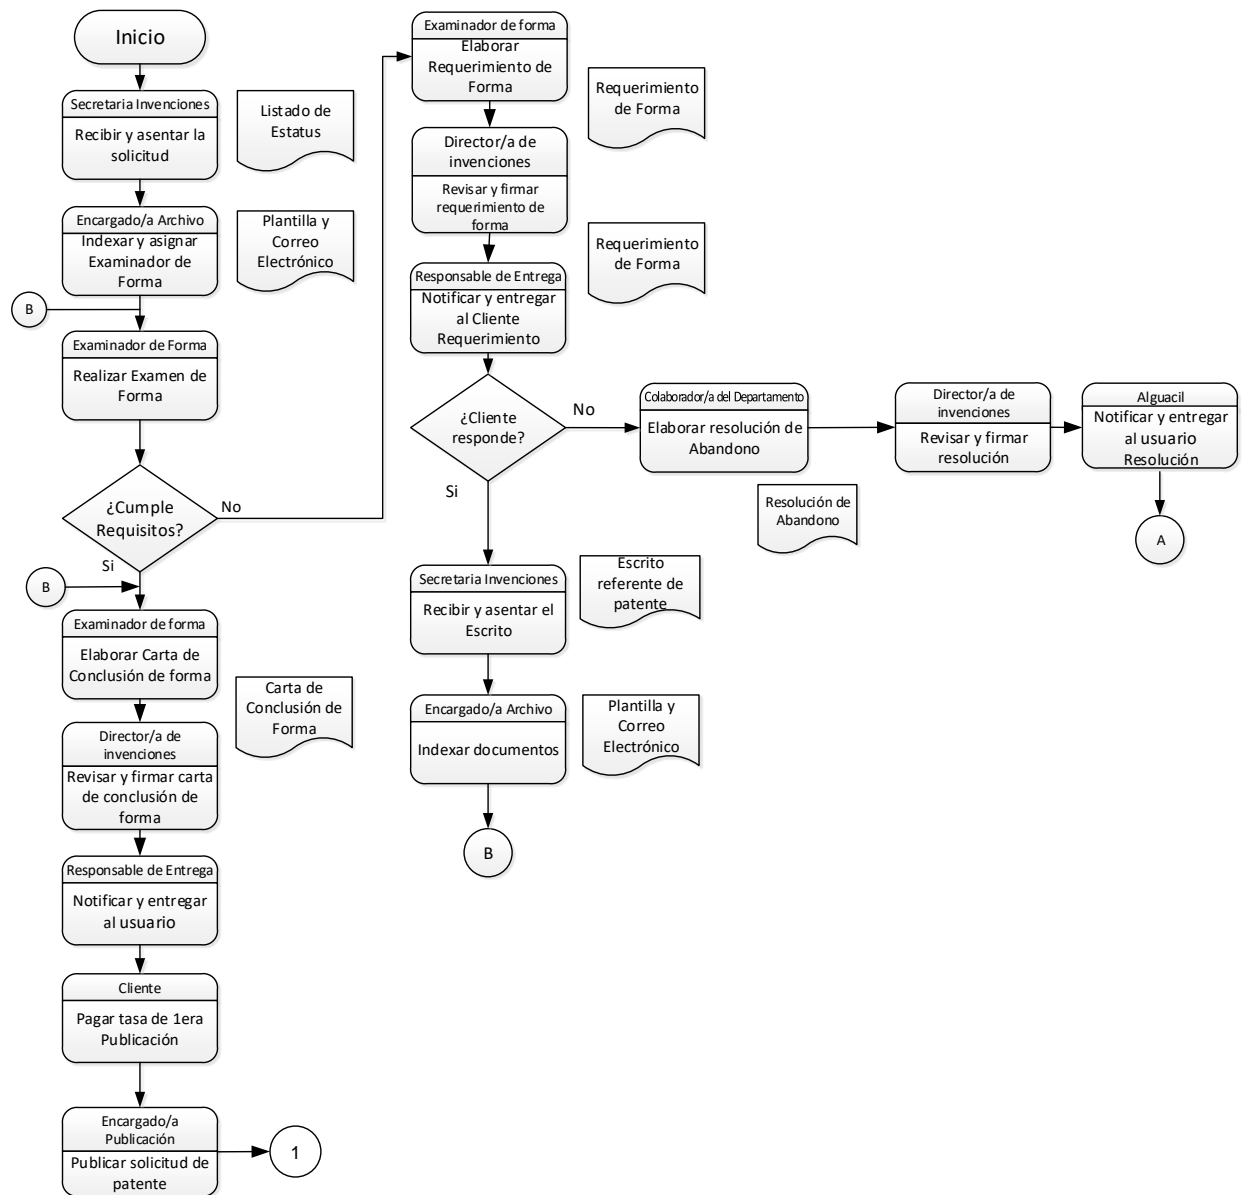 Inicio
Secretaria Invenciones
Recibir y asentar la
solicitud
Listado de
Estatus
Encargado/a Archivo
Indexar y asignar
Examinador de
Forma
Plantilla y
Correo
Electrónico
B
Examinador de Forma
Realizar Examen de
Forma
¿Cumple
Requisitos?
No
Si
B
Examinador de forma
Elaborar Carta de
Conclusión de forma
Carta de
Conclusión de
Forma
Director/a de
invenciones
Revisar y firmar carta
de conclusión de
forma
Responsable de Entrega
Notificar y entregar
al usuario
Cliente
Pagar tasa de 1era
Publicación
Encargado/a
Publicación
Publicar solicitud de
patente
1
Examinador de forma
Elaborar
Requerimiento de
Forma
Requerimiento
de Forma
Director/a de
invenciones
Revisar y firmar
requerimiento de
forma
Requerimiento
de Forma
Responsable de Entrega
Notificar y entregar
al Cliente
Requerimiento
¿Cliente
responde?
No
Si
Colaborador/a del Departamento
Elaborar resolución de
Abandono
Resolución de
Abandono
Director/a de
invenciones
Revisar y firmar
resolución
Alguacil
Notificar y entregar
al usuario
Resolución
A
Secretaria Invenciones
Recibir y asentar el
Escrito
Escrito
referente de
patente
Encargado/a Archivo
Indexar documentos
Plantilla y
Correo
Electrónico
B